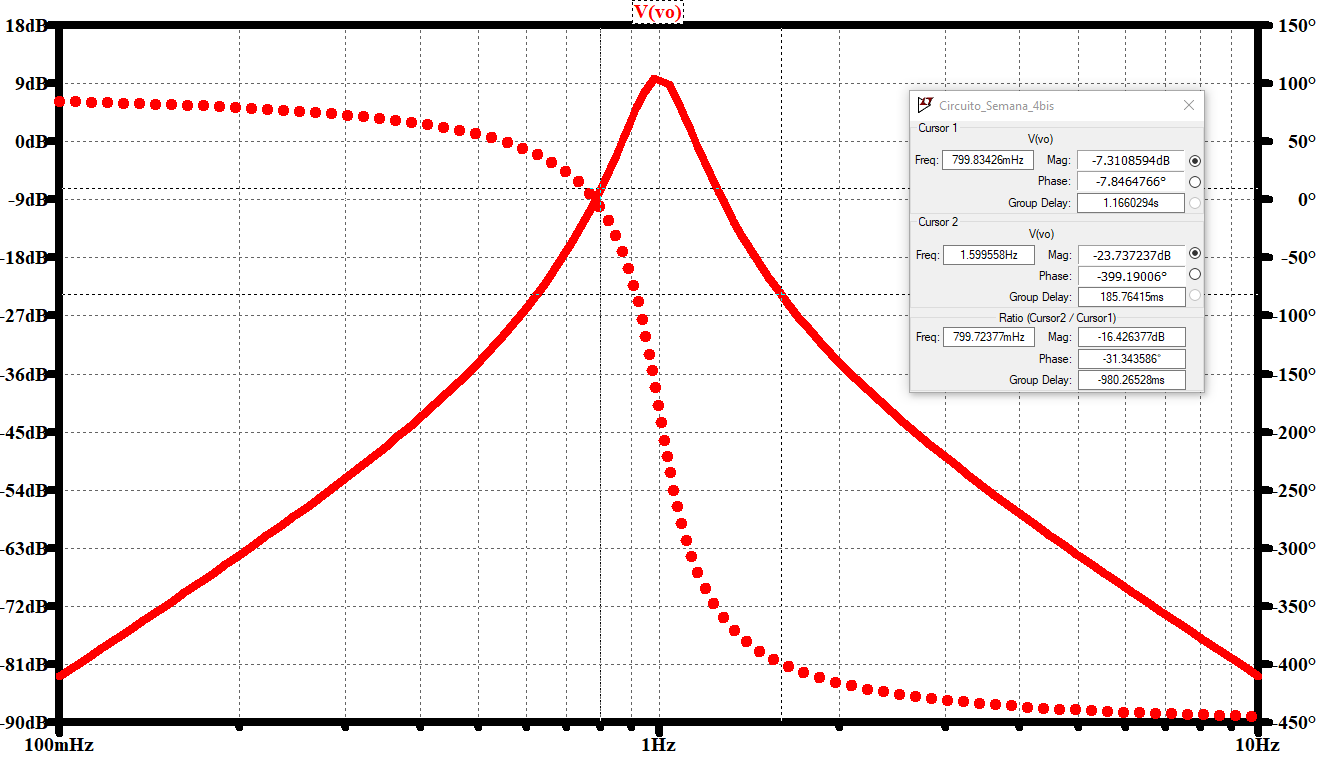 V(vo)
18dB
9dB
0dB
-9dB
-18dB
-27dB
-36dB
-45dB
-54dB
-63dB
-72dB
-81dB
-90dB
150°
100°
50°
0°
-50°
-100°
-150°
-200°
-250°
-300°
-350°
-400°
-450°
100mHz
1Hz
10Hz
Circuito_Semana_4bis
Cursor 1
V(vo)
Freq: 799.83426mHz Mag: -7.3108594dB
Phase: -7.8464766°
Group Delay: 1.1660294s
Cursor 2
V(vo)
Freq: 1.599558Hz Mag: -23.737237dB
Phase: -399.19006°
Group Delay: 185.76415ms
Ratio (Cursor2 / Cursor1)
Freq: 799.72377mHz Mag: -16.426377dB
Phase: -31.343586°
Group Delay: -980.26528ms